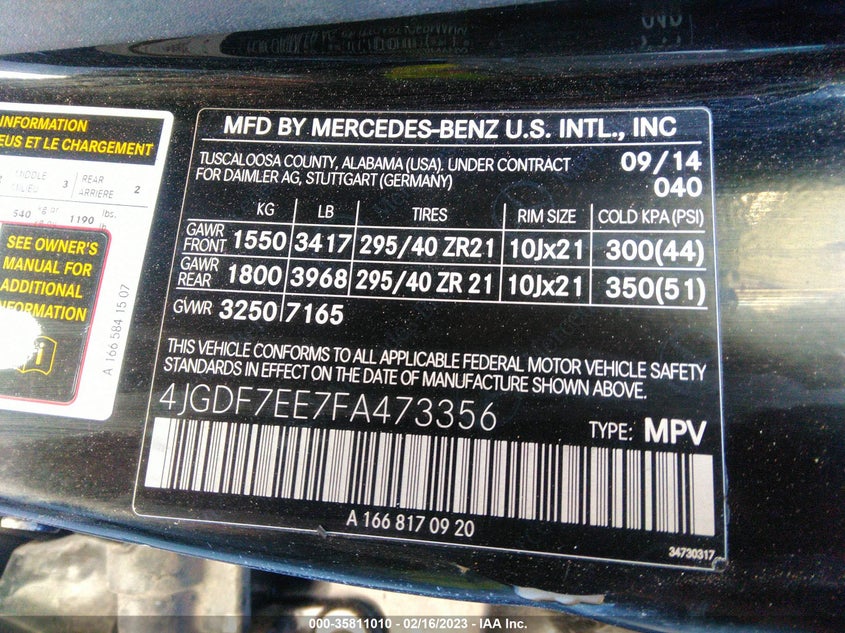 INFORMATION
EUS ET LE CHARGEMENT
MIDDLE 3 REAR 2
MILIEU ARRIERE
540 kg or 1190 lbs.
SEE OWNER'S
MANUAL FOR
ADDITIONAL
INFORMATION
A 166 584 15 07
MFD BY MERCEDES-BENZ U.S. INTL., INC
TUSCALOOSA COUNTY, ALABAMA (USA). UNDER CONTRACT 09/14
FOR DAIMLER AG, STUTTGART (GERMANY) 040
KG LB TIRES RIM SIZE COLD KPA (PSI)
GAWR FRONT 1550 3417 295/40 ZR21 10Jx21 300(44)
GAWR REAR 1800 3968 295/40 ZR 21 10Jx21 350(51)
GVWR 3250 7165
THIS VEHICLE CONFORMS TO ALL APPLICABLE FEDERAL MOTOR VEHICLE SAFETY
STANDARDS IN EFFECT ON THE DATE OF MANUFACTURE SHOWN ABOVE.
4JGDF7EE7FA473356 TYPE: MPV
A 166 817 09 20
34730317
000-35811010 - 02/16/2023 - IAA Inc.